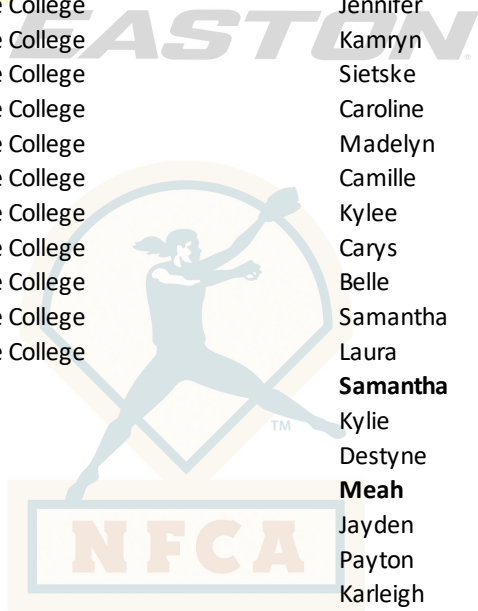 e College Jennifer
EASTON
e College Kamryn
e College Sietske
e College Caroline
e College Madelyn
e College Camille
e College Kylee
e College Carys
e College Belle
e College Samantha
e College Laura
Samantha
TM Kylie
Destyne
Meah
Jayden
NFCA Payton
Karleigh